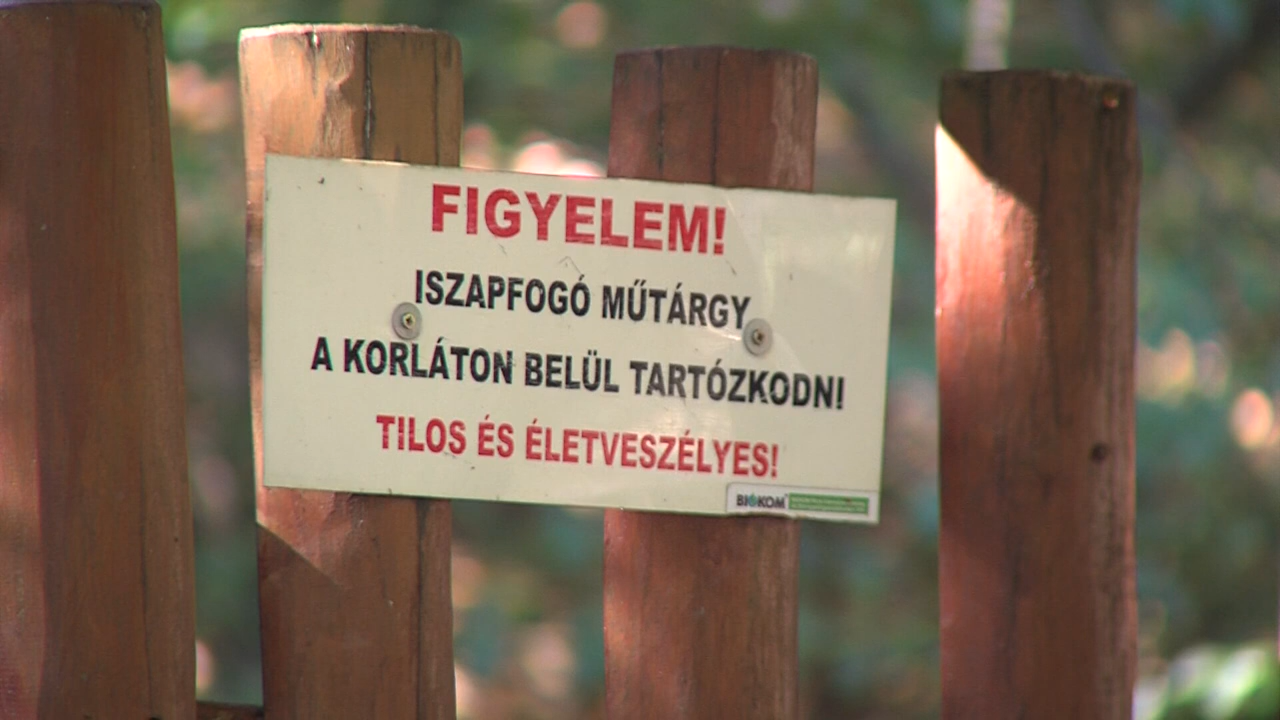 FIGYELEM!
ISZAPFOGÓ MŰTÁRGY
A KORLÁTON BELÜL TARTÓZKODNI
TILOS ÉS ÉLETVESZÉLYES!
BIOKOM